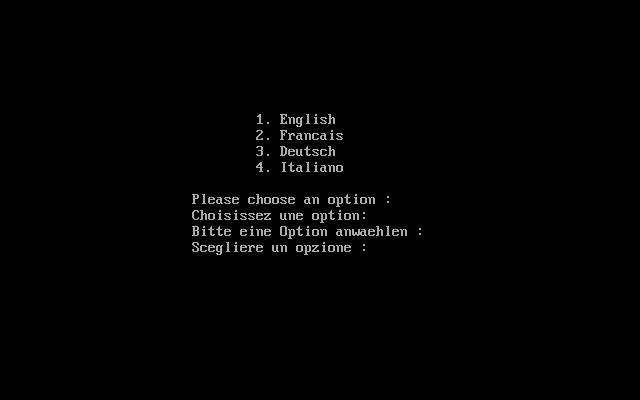 1. English
2. Francais
3. Deutsch
4. Italiano
Please choose an option :
Choisissez une option:
Bitte eine Option anwaehlen :
Scegliere un opzione :